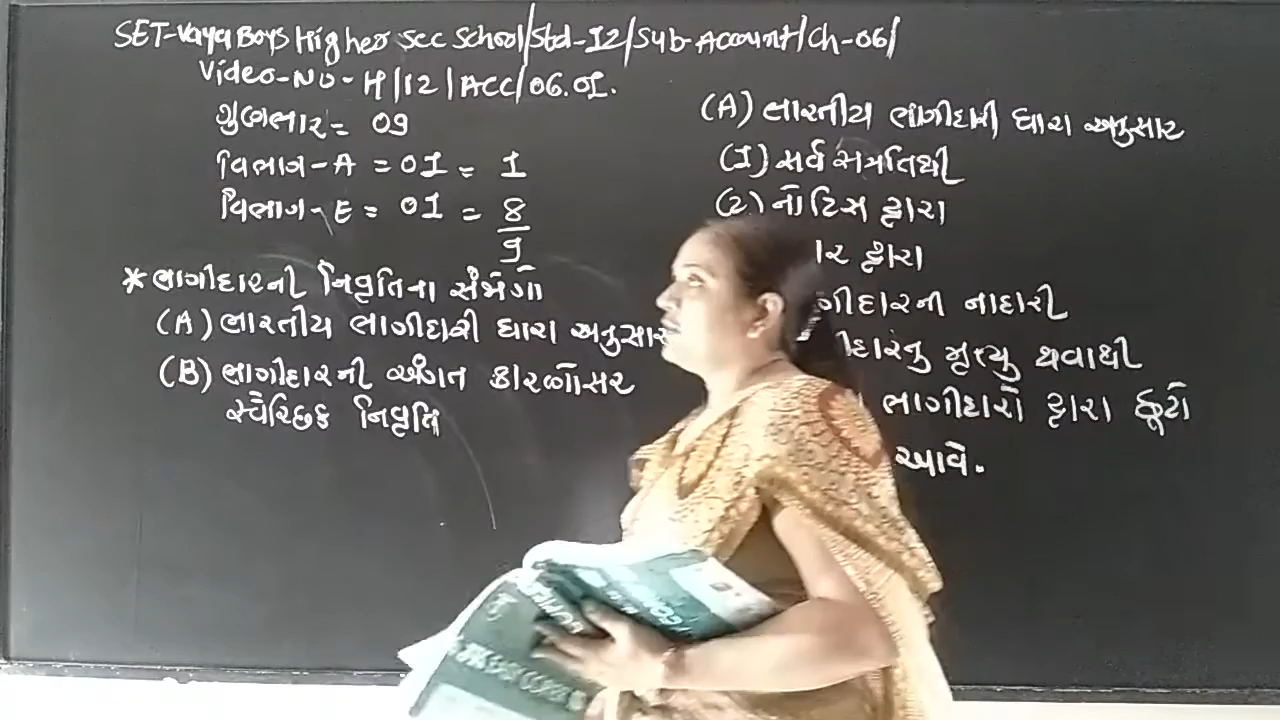 SET-Vaya Boys Higher Sec School/Std-12/Sub-Account/Ch-06/
Video-No-H/12/ACC/06.01.
ગુણભાર = 09
વિભાગ-A = 01 = 1
વિભાગ-E = 01 = 8
9
* ભાગીદારની નિવૃતિના સંજોગો
(A) ભારતીય ભાગીદારી ધારા અનુસાર
(B) ભાગીદારની અંગત કારણોસર
સ્વૈચ્છિક નિવૃતિ
(A) ભારતીય ભાગીદારી ધારા અનુસાર
(1) સર્વ સંમતિથી
(2) નોટિસ દ્વારા
ર દ્વારા
ગીદારની નાદારી
ીદારનુ મૃત્યુ થવાથી
ભાગીદારો દ્વારા છૂટો
આવે.